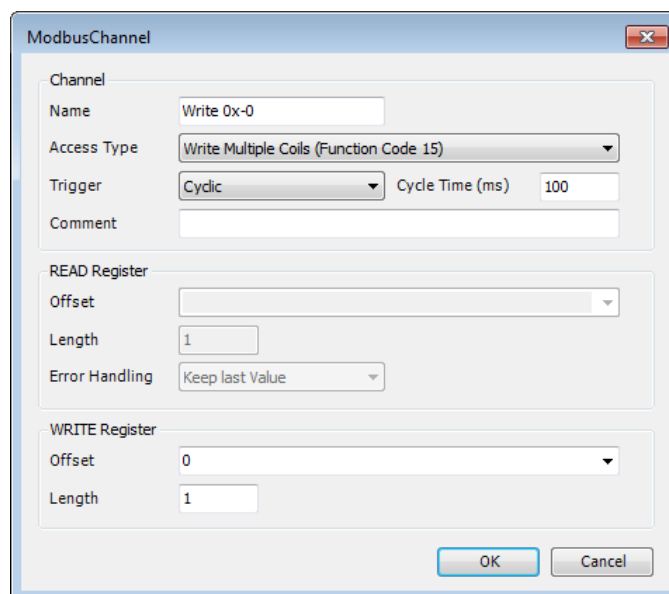 ModbusChannel
Channel
Name Write 0x-0
Access Type Write Multiple Coils (Function Code 15)
Trigger Cyclic Cycle Time (ms) 100
Comment
READ Register
Offset
Length 1
Error Handling Keep last Value
WRITE Register
Offset 0
Length 1
OK Cancel